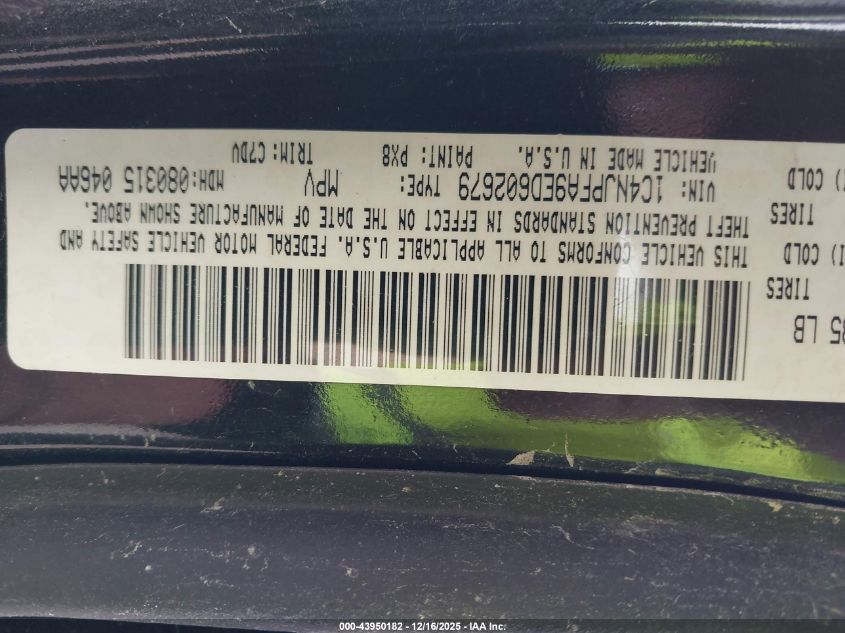 LB
TIRES
THIS VEHICLE CONFORMS TO ALL APPLICABLE U.S.A. FEDERAL MOTOR VEHICLE SAFETY AND
COLD
THEFT PREVENTION STANDARDS IN EFFECT ON THE DATE OF MANUFACTURE SHOWN ABOVE.
TIRES
VIN: 1C4NJPFA9ED602679 TYPE: MPV MDH:080315 046AA
COLD
VEHICLE MADE IN U.S.A. PAINT: PX8 TRIM: C7DV
000-43950182 - 12/16/2025 - IAA Inc.